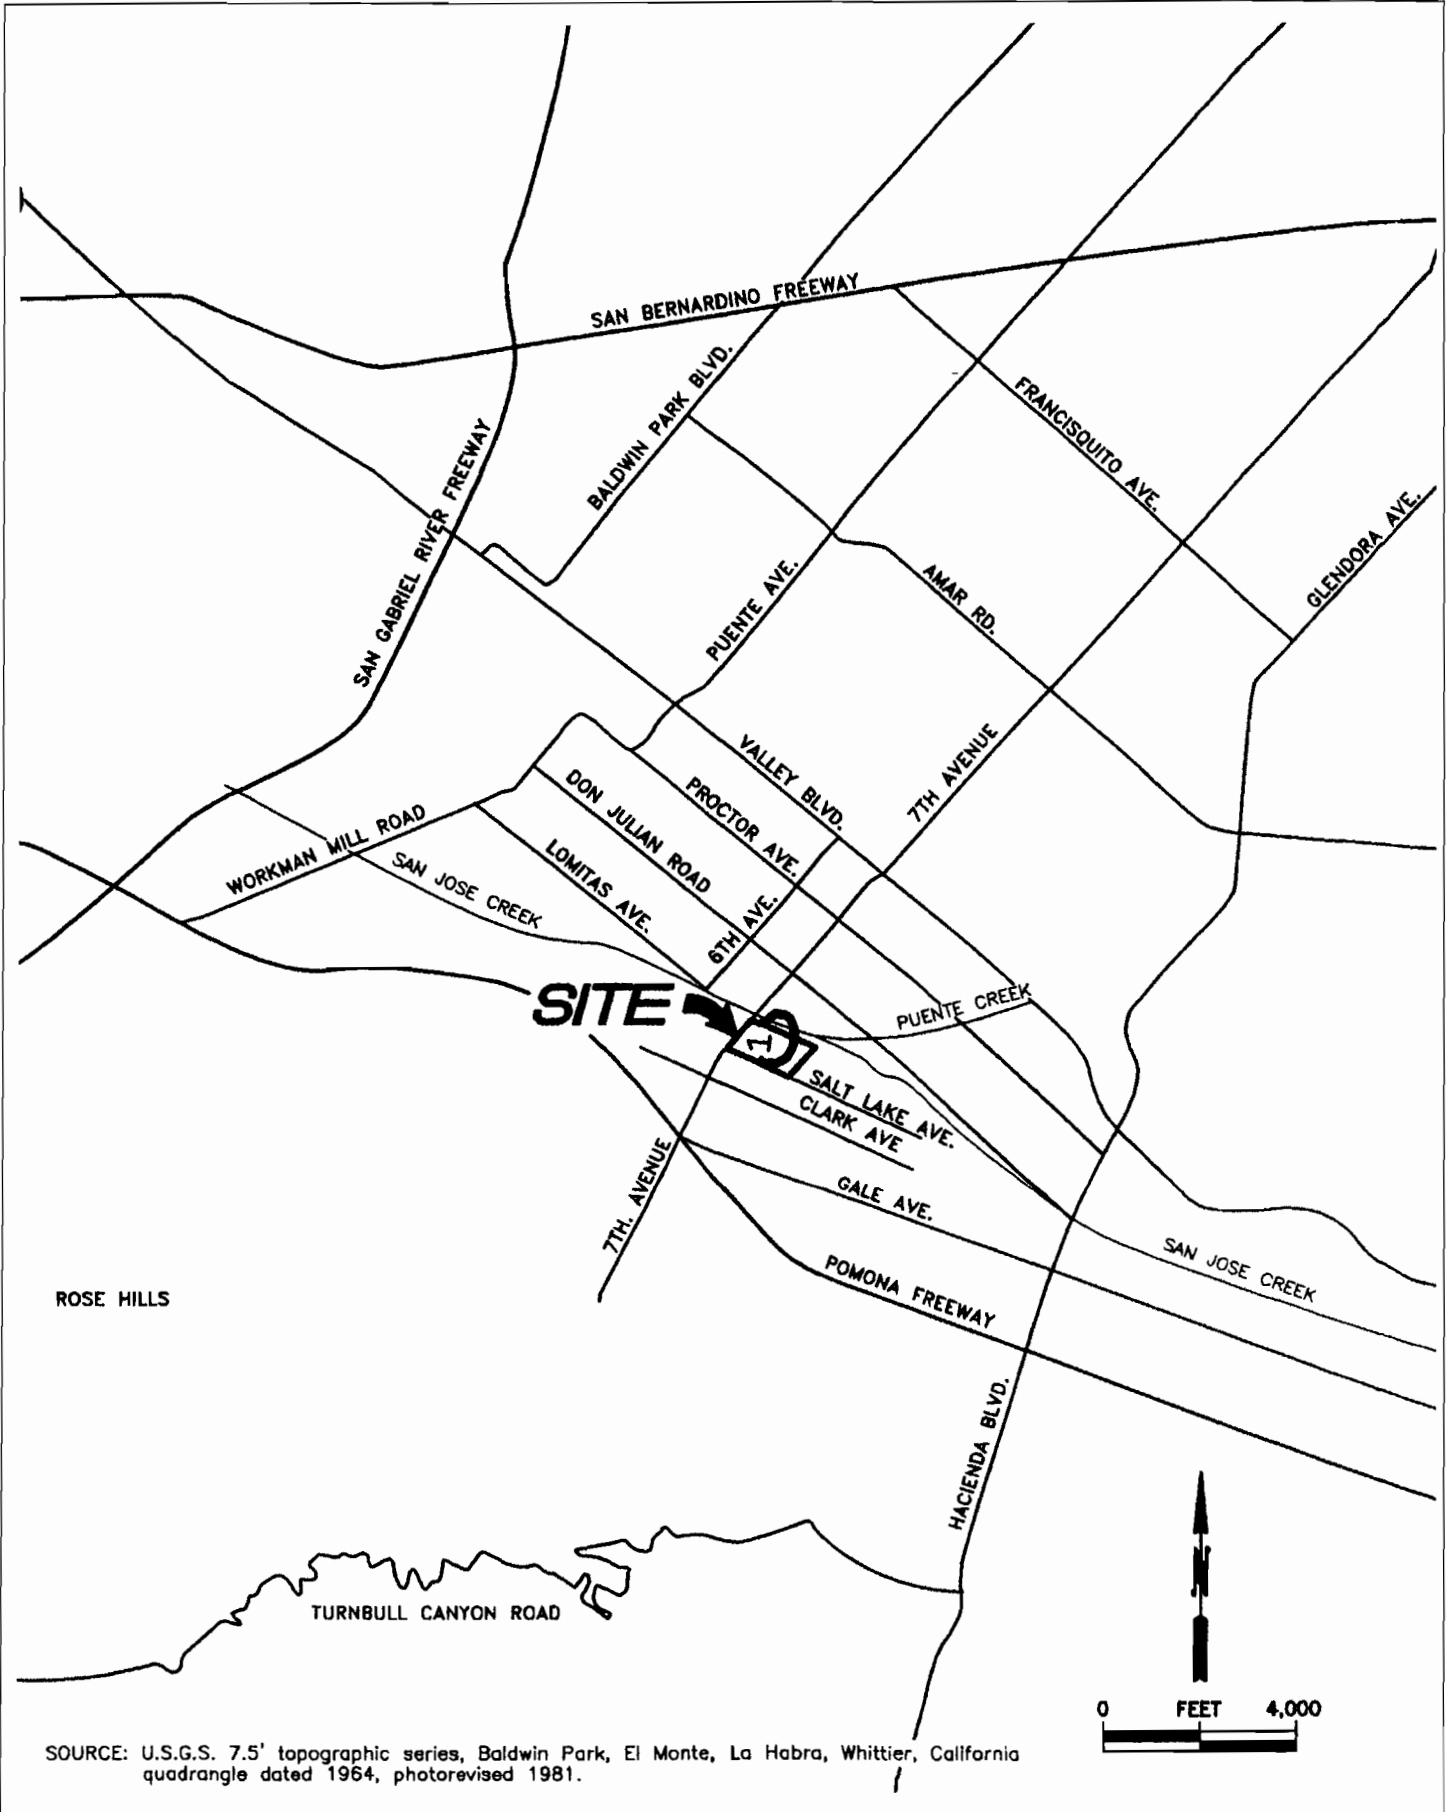 SAN BERNARDINO FREEWAY
BALDWIN PARK BLVD.
FRANCISQUITO AVE.
SAN GABRIEL RIVER FREEWAY
GLENDORA AVE.
PUENTE AVE.
AMAR RD.
VALLEY BLVD.
7TH AVENUE
PROCTOR AVE.
DON JULIAN ROAD
WORKMAN MILL ROAD
LOMITAS AVE.
SAN JOSE CREEK
6TH AVE.
SITE
PUENTE CREEK
1
SALT LAKE AVE.
CLARK AVE
7TH. AVENUE
GALE AVE.
SAN JOSE CREEK
POMONA FREEWAY
ROSE HILLS
HACIENDA BLVD.
N
TURNBULL CANYON ROAD
0 FEET 4,000
SOURCE: U.S.G.S. 7.5' topographic series, Baldwin Park, El Monte, La Habra, Whittier, California
quadrangle dated 1964, photorevised 1981.